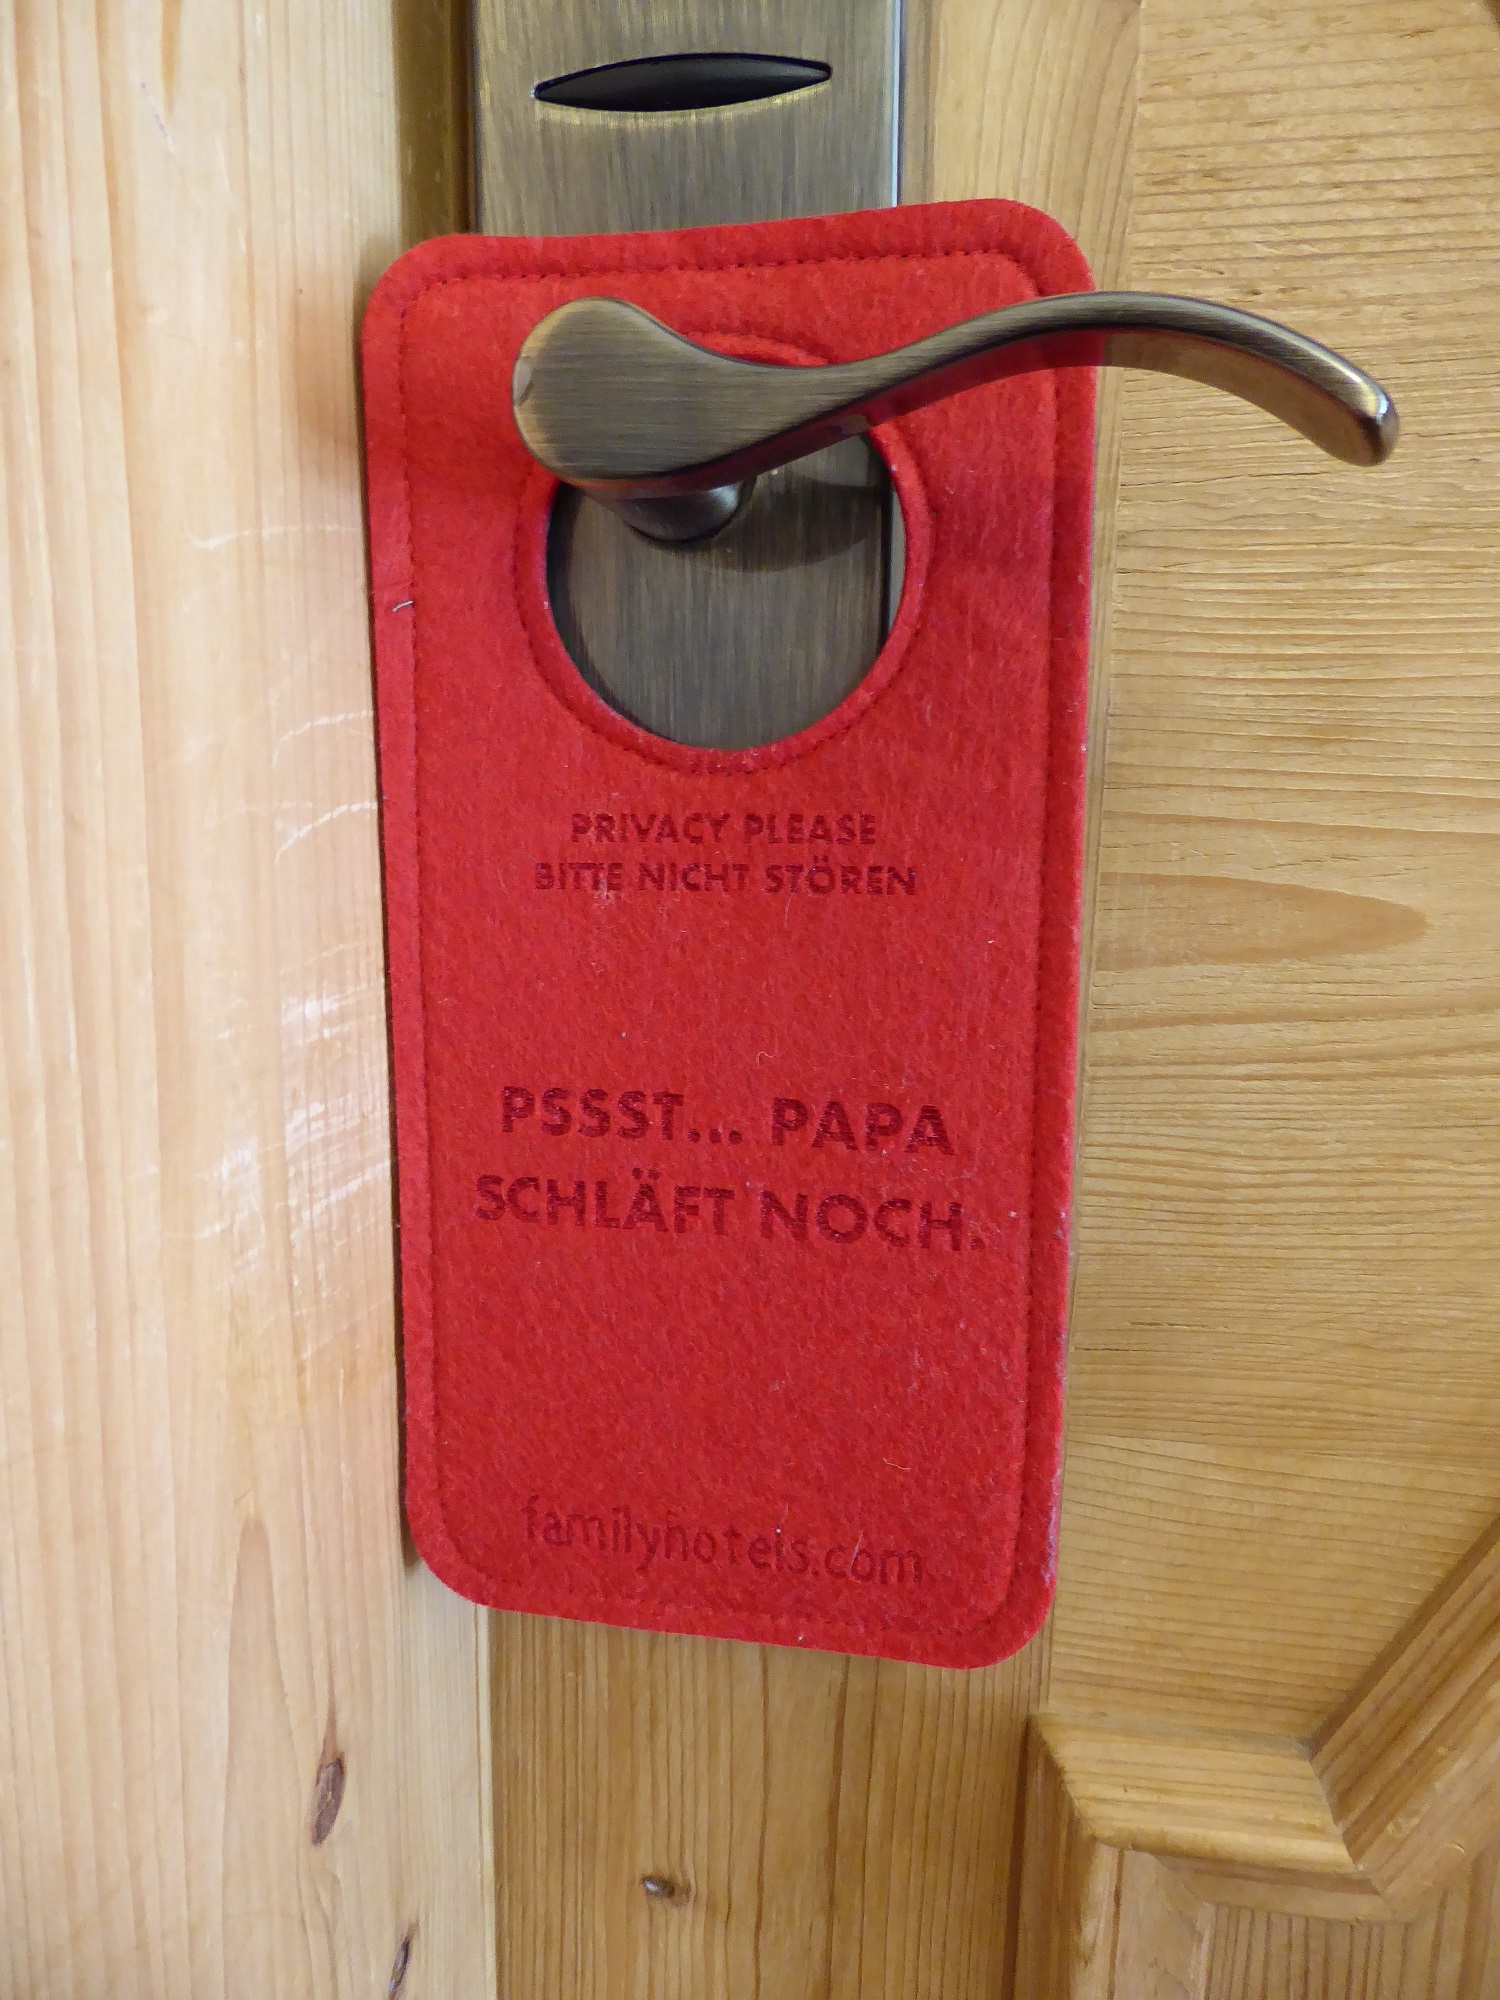 PRIVACY PLEASE
BITTE NICHT STÖREN
PSSST... PAPA
SCHLÄFT NOCH.
familyhotels.com